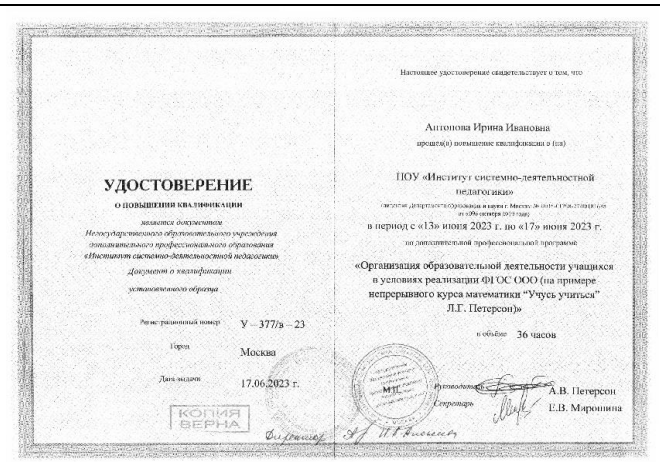 УДОСТОВЕРЕНИЕ
О ПОВЫШЕНИИ КВАЛИФИКАЦИИ
является документом
Негосударственного образовательного учреждения
дополнительного профессионального образования
«Институт системно-деятельностной педагогики»
Документ о квалификации
установленного образца
Регистрационный номер У – 377/в – 23
Город Москва
Дата выдачи 17.06.2023 г.
КОПИЯ
ВЕРНА
Директор
Настоящее удостоверение свидетельствует о том, что
Антонова Ирина Ивановна
прошел(а) повышение квалификации в (на)
НОУ «Институт системно-деятельностной
педагогики»
в период с «13» июня 2023 г. по «17» июня 2023 г.
по дополнительной профессиональной программе
«Организация образовательной деятельности учащихся
в условиях реализации ФГОС ООО (на примере
непрерывного курса математики “Учусь учиться”
Л.Г. Петерсон)»
в объёме 36 часов
М.П.
Руководитель А.В. Петерсон
Секретарь Е.В. Мирошина